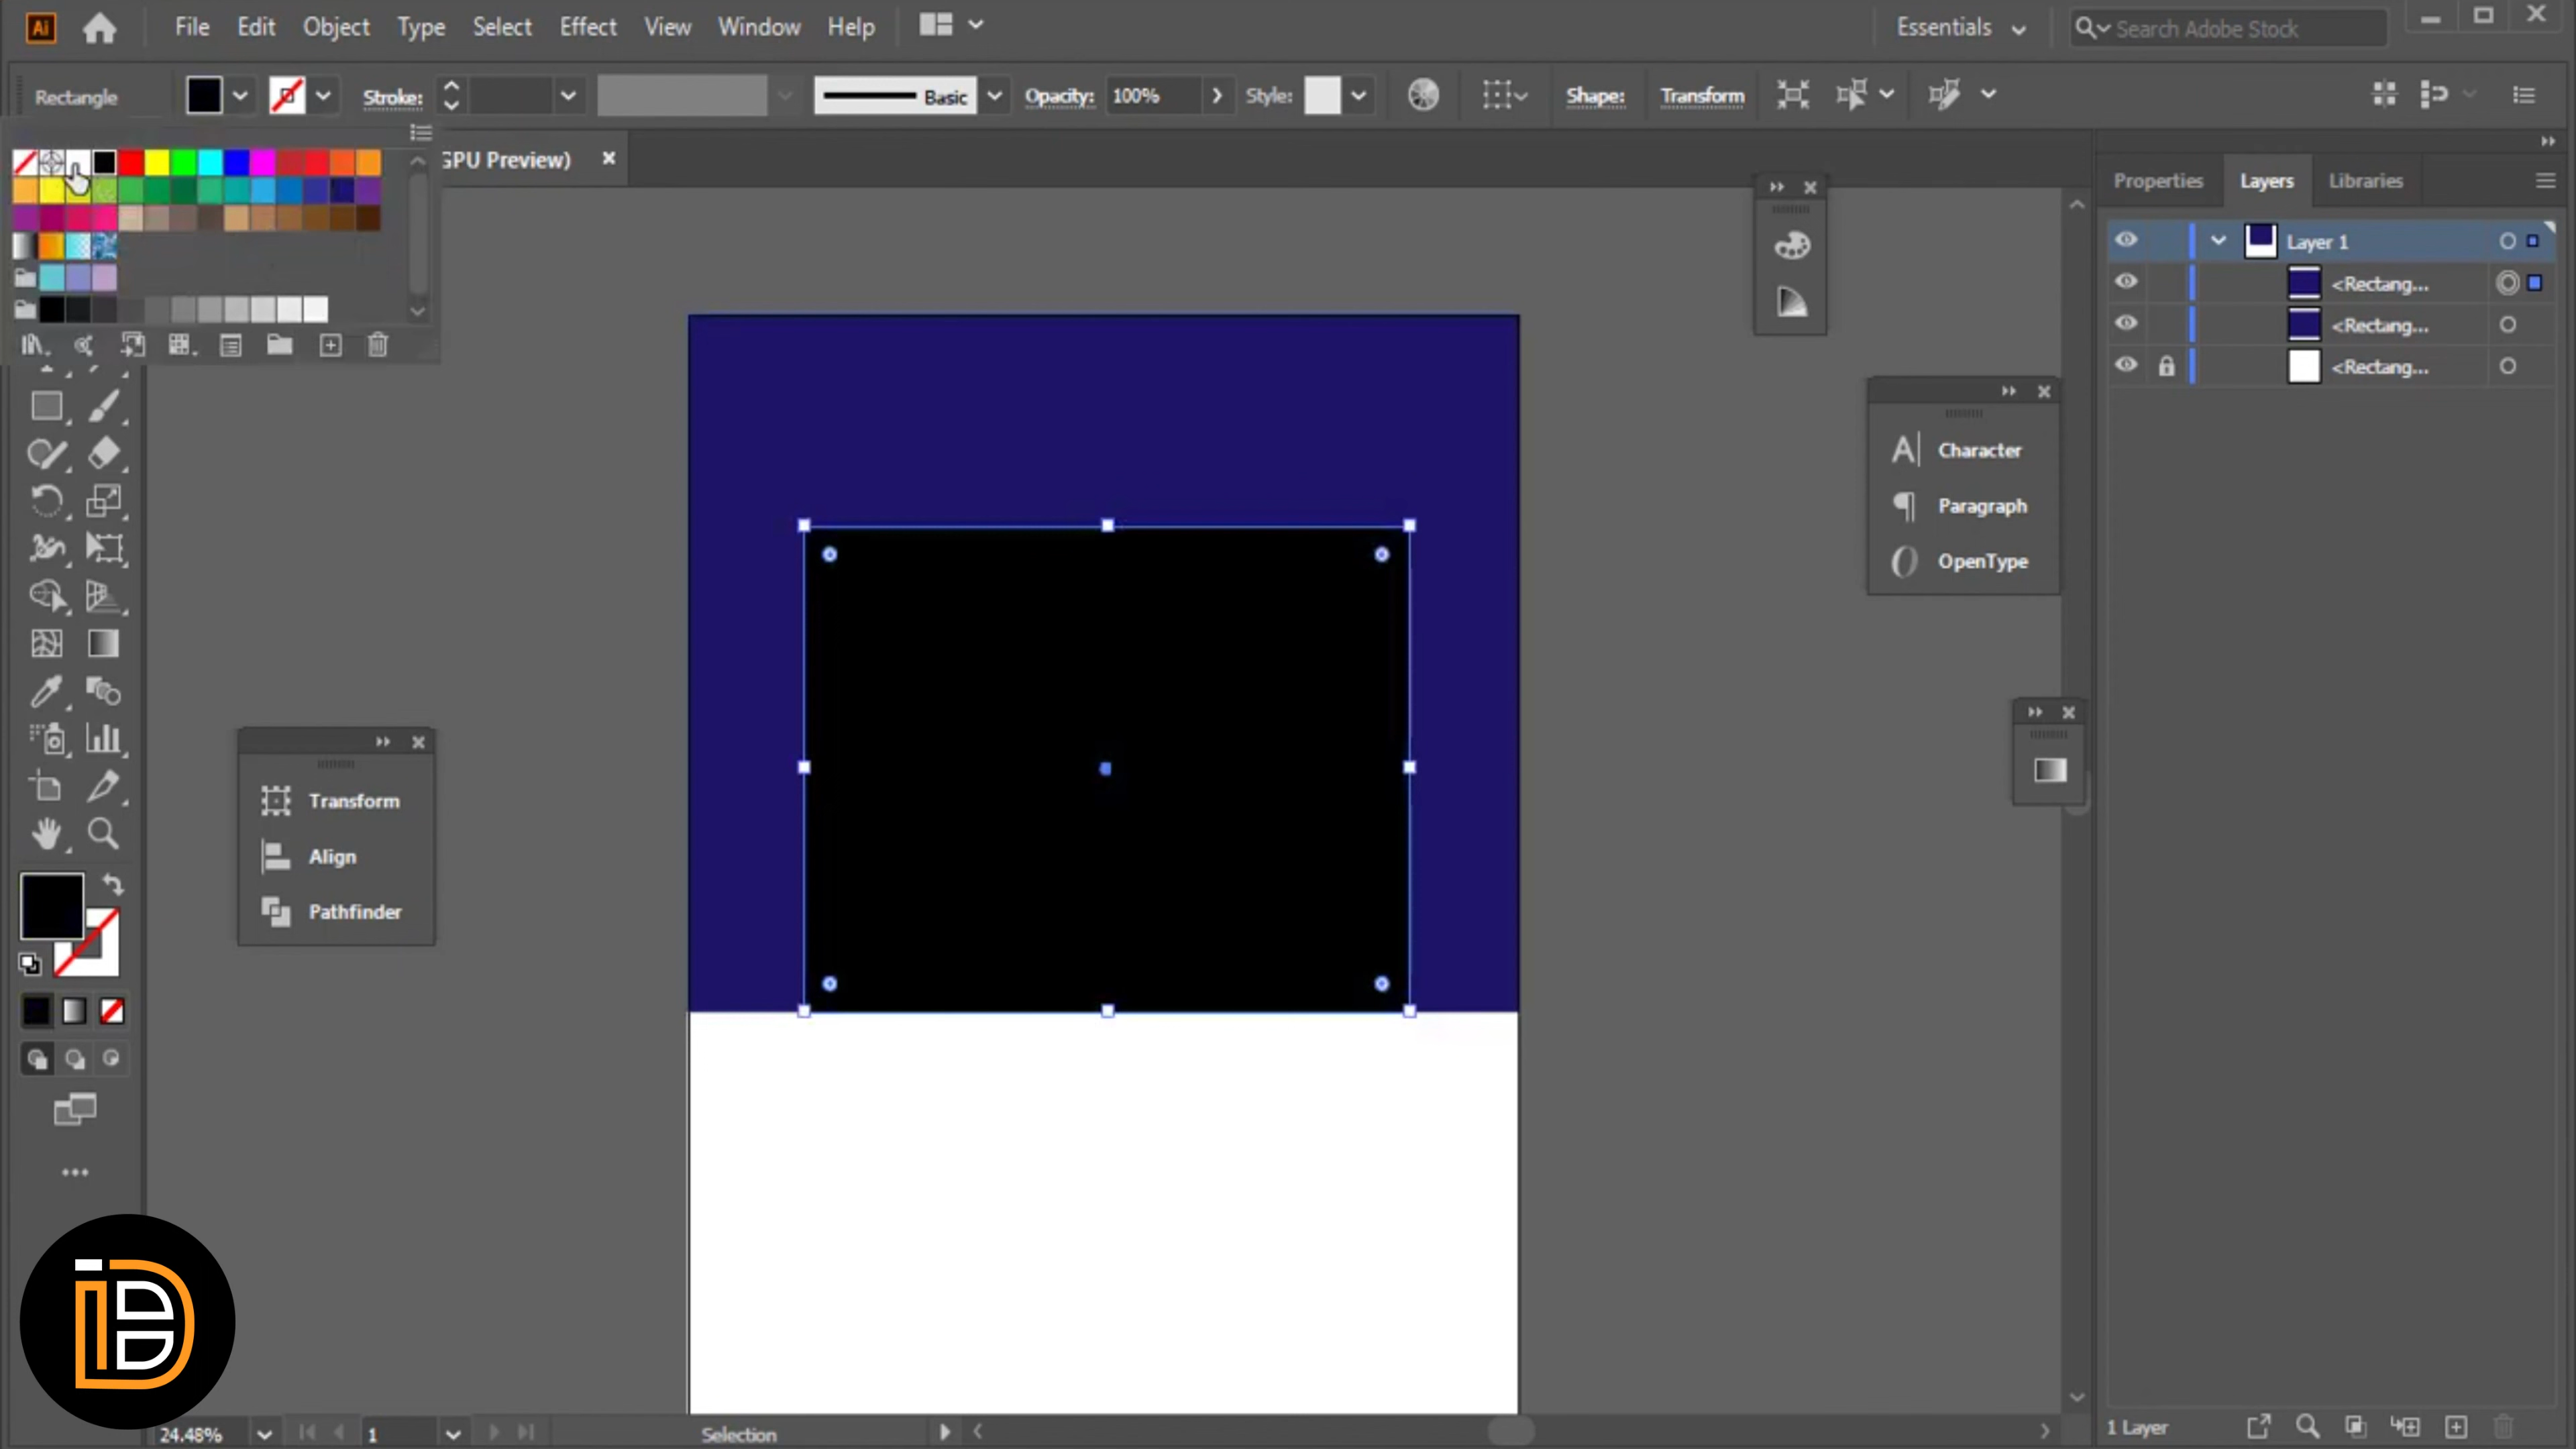 Ai File Edit Object Type Select Effect View Window Help Essentials Search Adobe Stock
Rectangle Stroke: Basic Opacity: 100% Style: Shape: Transform
GPU Preview)
Properties Layers Libraries
Layer 1
<Rectang...
<Rectang...
<Rectang...
Character
Paragraph
OpenType
Transform
Align
Pathfinder
24.48% 1 Selection
1 Layer